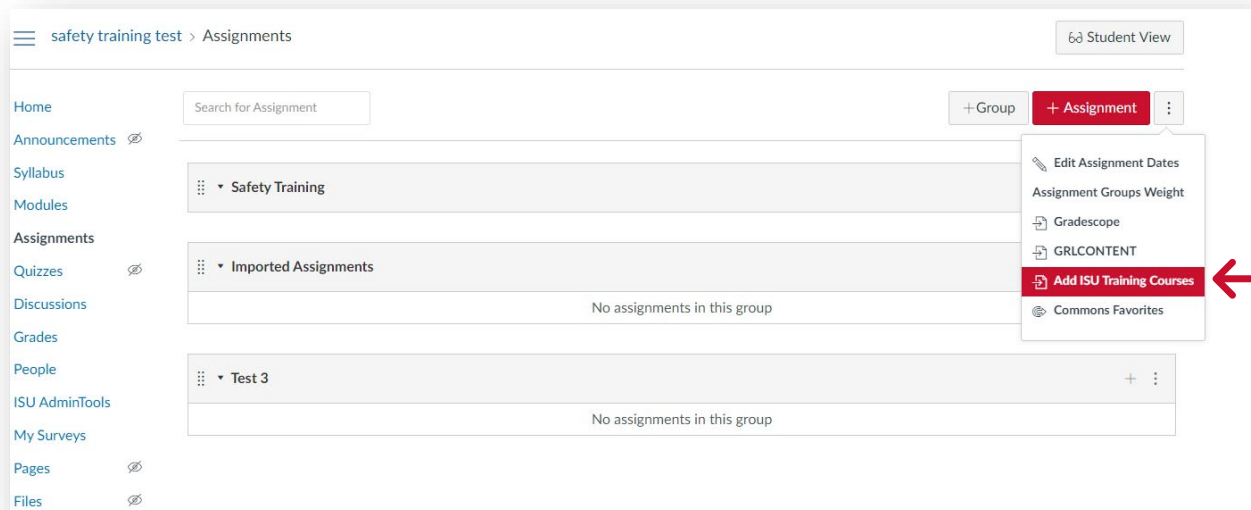 safety training test > Assignments
Student View
Home
Announcements
Syllabus
Modules
Assignments
Quizzes
Discussions
Grades
People
ISU AdminTools
My Surveys
Pages
Files
Search for Assignment
+Group
+ Assignment
Edit Assignment Dates
Assignment Groups Weight
Gradescope
GRLCONTENT
Add ISU Training Courses
Commons Favorites
Safety Training
Imported Assignments
No assignments in this group
Test 3
No assignments in this group